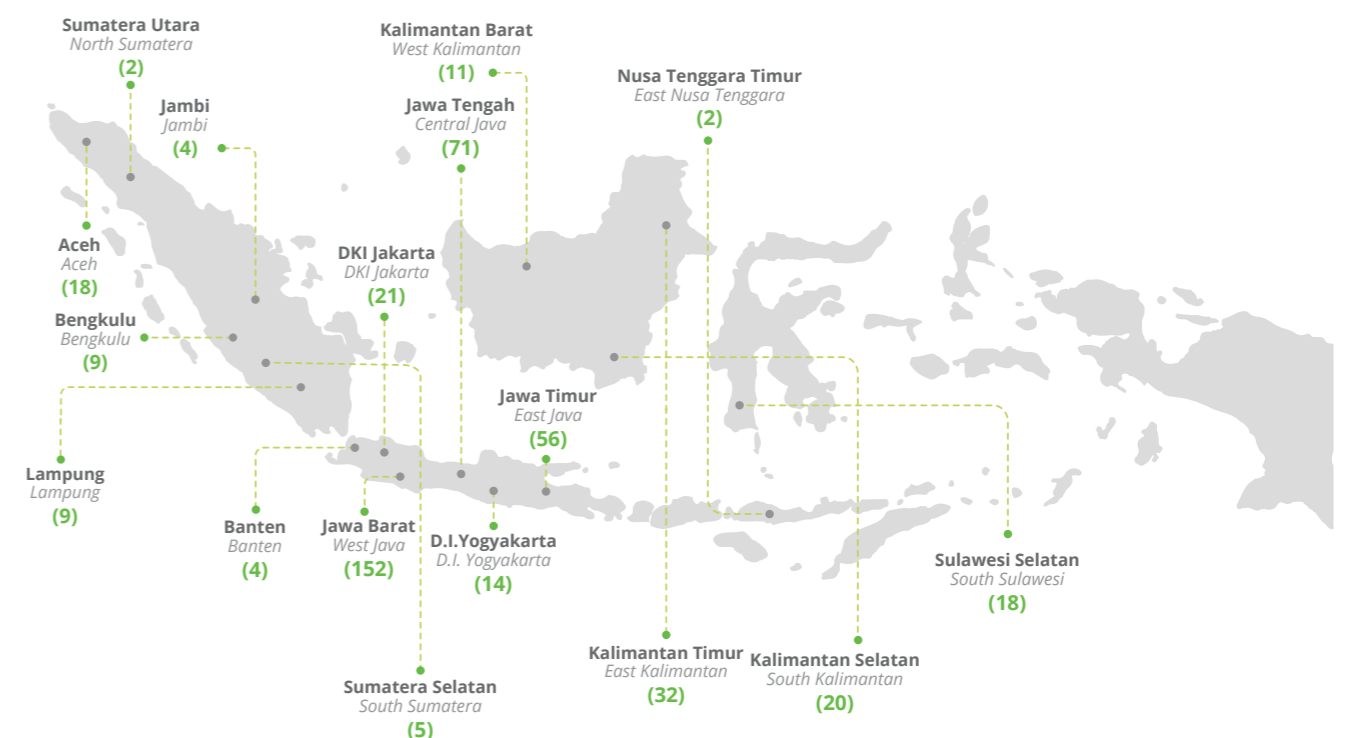 Sumatera Utara
North Sumatera
(2)
Kalimantan Barat
West Kalimantan
(11)
Nusa Tenggara Timur
East Nusa Tenggara
(2)
Jambi
Jambi
(4)
Jawa Tengah
Central Java
(71)
Aceh
Aceh
(18)
DKI Jakarta
DKI Jakarta
(21)
Bengkulu
Bengkulu
(9)
Jawa Timur
East Java
(56)
Lampung
Lampung
(9)
Banten
Banten
(4)
Jawa Barat
West Java
(152)
D.I.Yogyakarta
D.I. Yogyakarta
(14)
Sulawesi Selatan
South Sulawesi
(18)
Kalimantan Timur
East Kalimantan
(32)
Kalimantan Selatan
South Kalimantan
(20)
Sumatera Selatan
South Sumatera
(5)